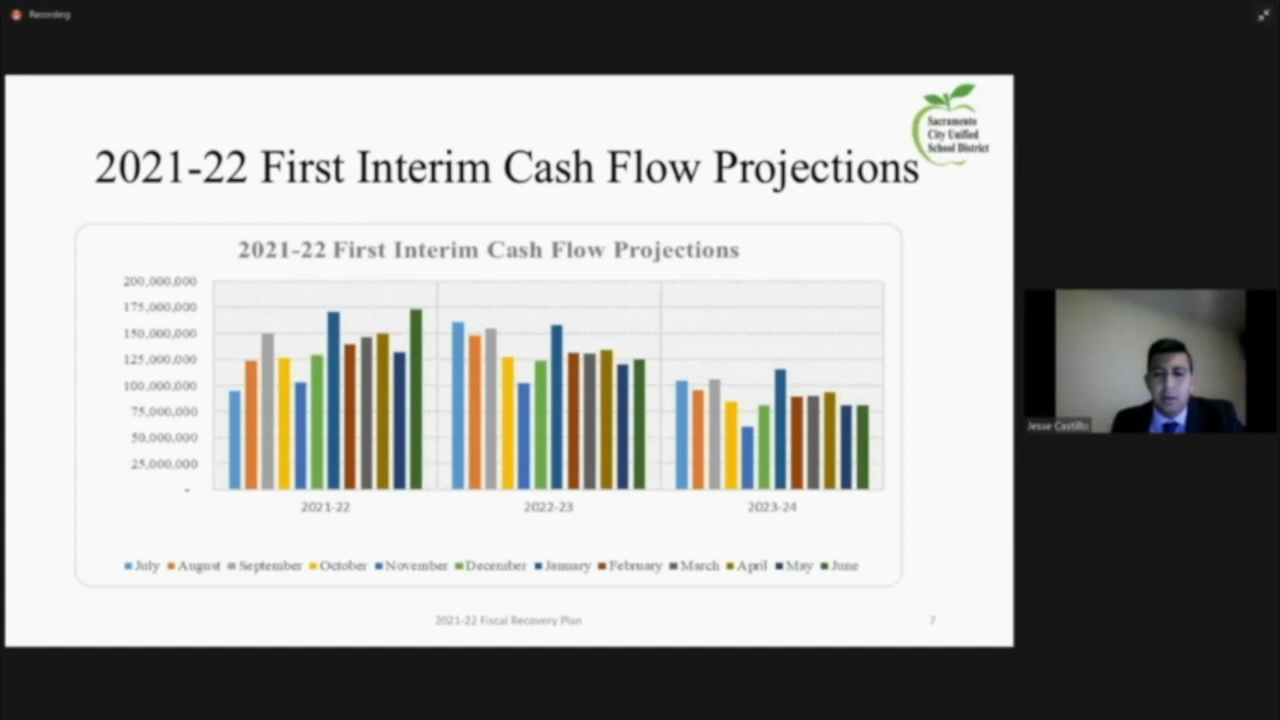 Recording
Sacramento
City Unified
School District
2021-22 First Interim Cash Flow Projections
2021-22 First Interim Cash Flow Projections
200,000,000
175,000,000
150,000,000
125,000,000
100,000,000
75,000,000
50,000,000
25,000,000
-
2021-22 2022-23 2023-24
July August September October November December January February March April May June
2021-22 Fiscal Recovery Plan 7
Jesse Castillo